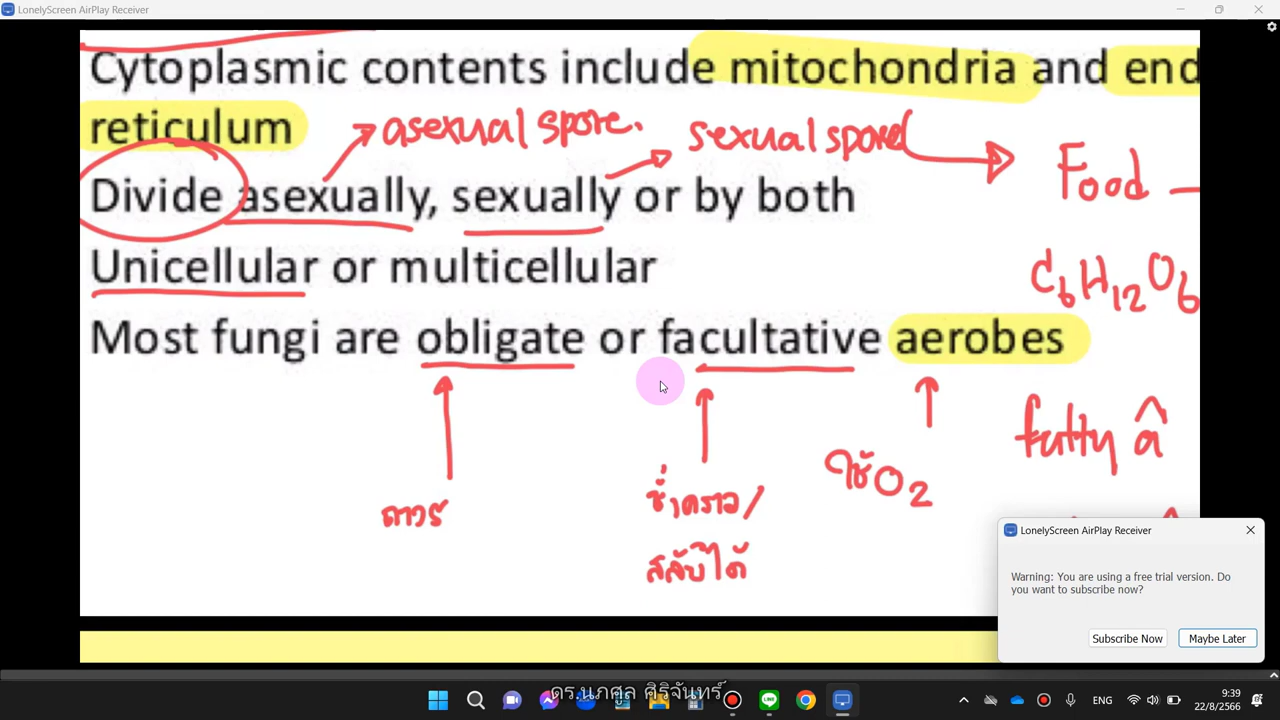 LonelyScreen AirPlay Receiver
Cytoplasmic contents include mitochondria and end
reticulum
asexual spore.
sexual spore
Food
Divide asexually, sexually or by both
Unicellular or multicellular
C6H12O6
Most fungi are obligate or facultative aerobes
fatty a
ถาวร
ชั่วคราว/
สลับได้
ใช้O2
LonelyScreen AirPlay Receiver
Warning: You are using a free trial version. Do
you want to subscribe now?
Subscribe Now
Maybe Later
ดร.นภศูล ศิริจันทร์
ENG
9:39
22/8/2566